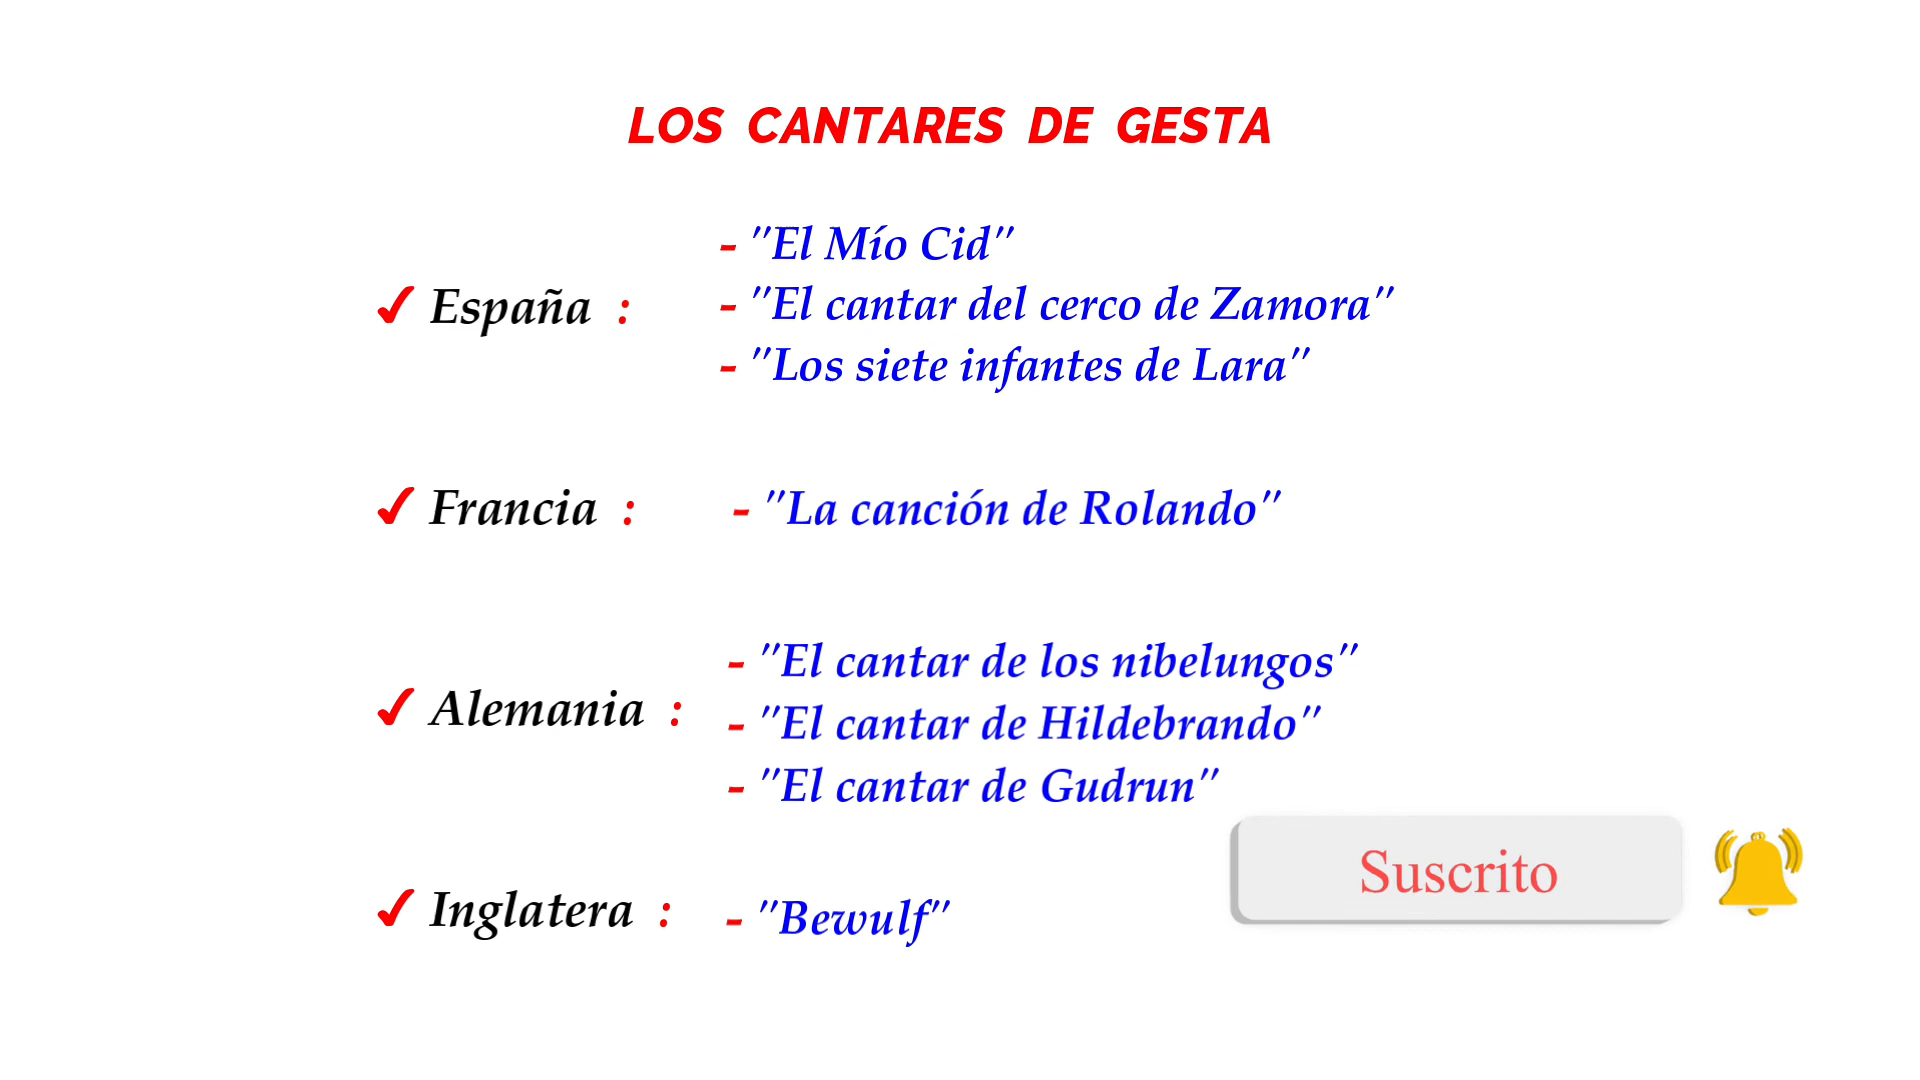 LOS CANTARES DE GESTA
- "El Mío Cid"
✔ España :
- "El cantar del cerco de Zamora"
- "Los siete infantes de Lara"
✔ Francia : - "La canción de Rolando"
- "El cantar de los nibelungos"
✔ Alemania :
- "El cantar de Hildebrando"
- "El cantar de Gudrun"
Suscrito
✔ Inglatera : - "Bewulf"